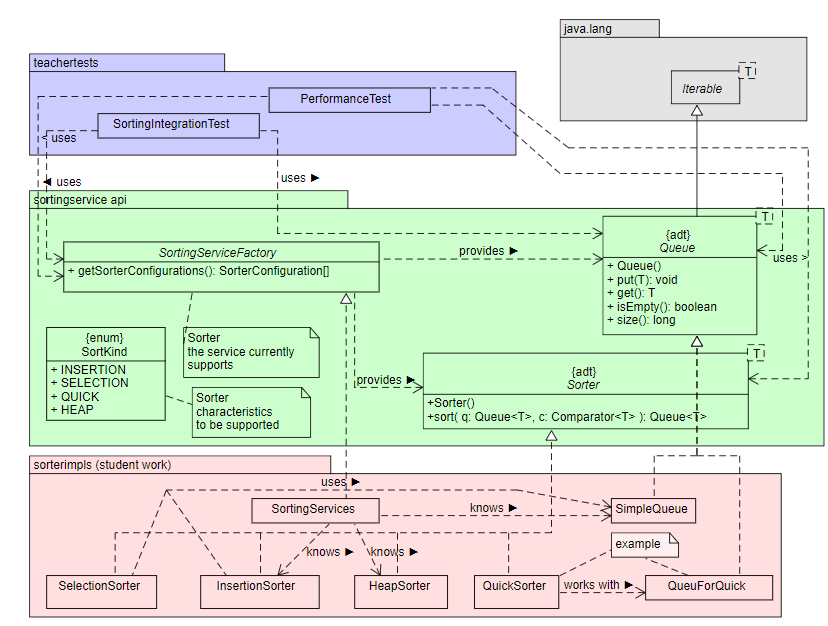 java.lang
T
Iterable
teachertests
PerformanceTest
SortingIntegrationTest
< uses
◄ uses
uses ►
sortingservice api
SortingServiceFactory
+ getSorterConfigurations(): SorterConfiguration[]
provides ►
T
{adt}
Queue
+ Queue()
+ put(T): void
+ get(): T
+ isEmpty(): boolean
+ size(): long
uses >
{enum}
SortKind
+ INSERTION
+ SELECTION
+ QUICK
+ HEAP
Sorter
the service currently
supports
Sorter
characteristics
to be supported
provides ►
T
{adt}
Sorter
+Sorter()
+sort( q: Queue<T>, c: Comparator<T> ): Queue<T>
sorterimpls (student work)
uses ►
SortingServices
knows ►
SimpleQueue
knows ►
knows ►
example
SelectionSorter
InsertionSorter
HeapSorter
QuickSorter
works with ►
QueuForQuick